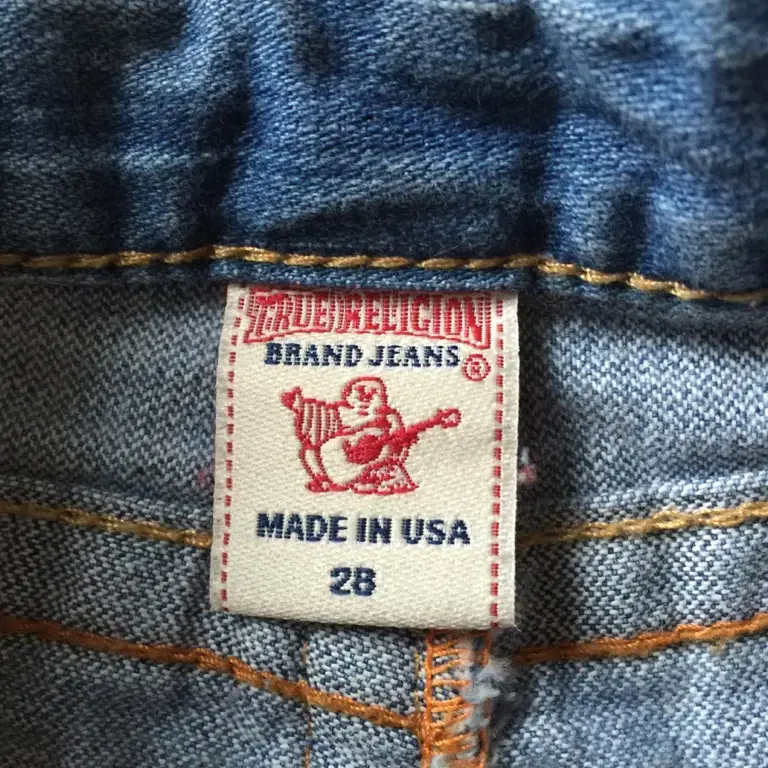 TRUE RELIGION
BRAND JEANS ®
MADE IN USA
28